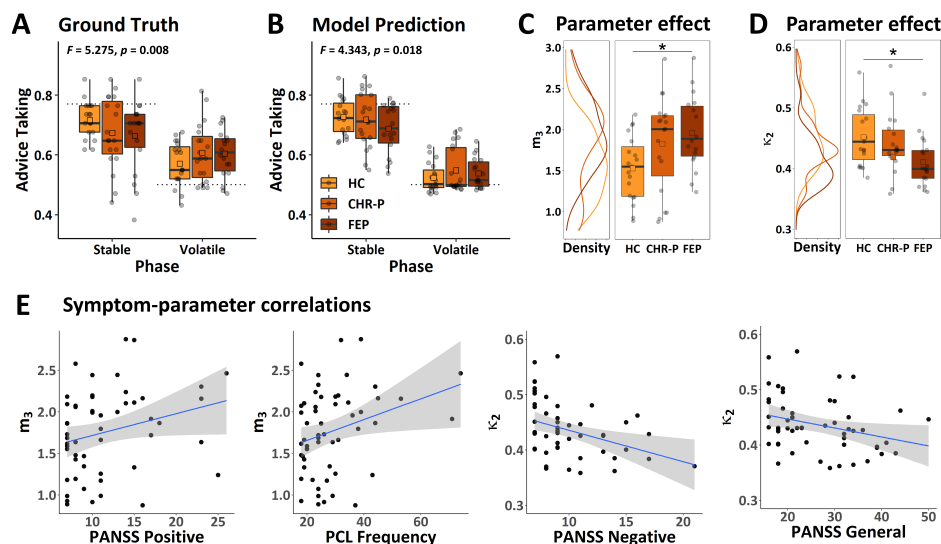 A Ground Truth
F = 5.275, p = 0.008
Advice Taking
0.8
0.6
0.4
Stable Volatile
Phase
B Model Prediction
F = 4.343, p = 0.018
Advice Taking
0.8
0.6
0.4
HC
CHR-P
FEP
Stable Volatile
Phase
C Parameter effect
m3
3.0
2.5
2.0
1.5
1.0
*
Density HC CHR-P FEP
D Parameter effect
κ2
0.6
0.5
0.4
0.3
*
Density HC CHR-P FEP
E Symptom-parameter correlations
m3
2.5
2.0
1.5
1.0
10 15 20 25
PANSS Positive
m3
2.5
2.0
1.5
1.0
20 40 60
PCL Frequency
κ2
0.6
0.5
0.4
0.3
10 15 20
PANSS Negative
κ2
0.6
0.5
0.4
0.3
20 30 40 50
PANSS General